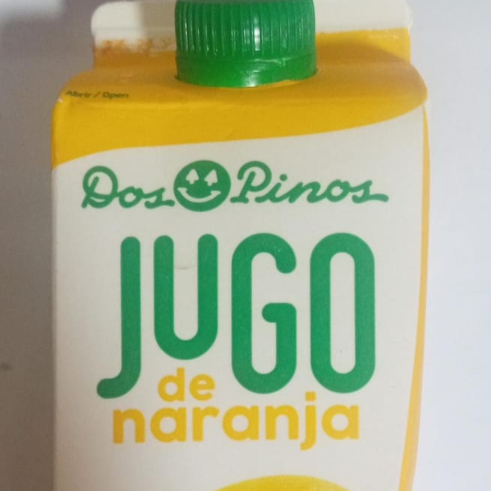 Abrir / Open
Dos Pinos
JUGO
de
naranja